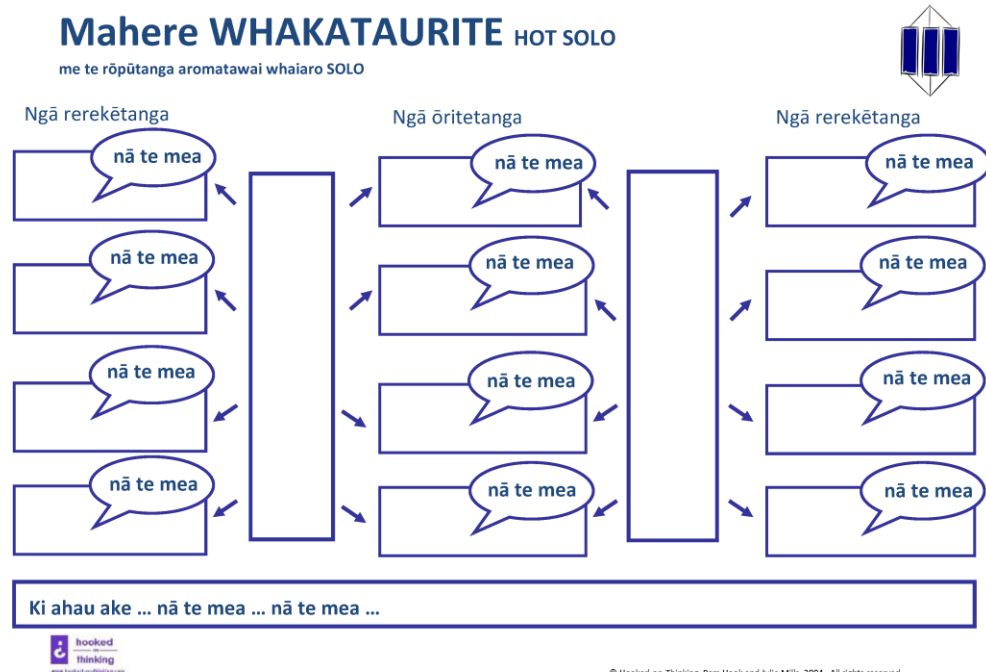 Mahere WHAKATAURITE HOT SOLO
me te rōpūtanga aromatawai whaiaro SOLO
Ngā rerekētanga
Ngā ōritetanga
Ngā rerekētanga
nā te mea
nā te mea
nā te mea
nā te mea
nā te mea
nā te mea
nā te mea
nā te mea
nā te mea
nā te mea
nā te mea
nā te mea
Ki ahau ake ... nā te mea ... nā te mea ...
hooked
thinking